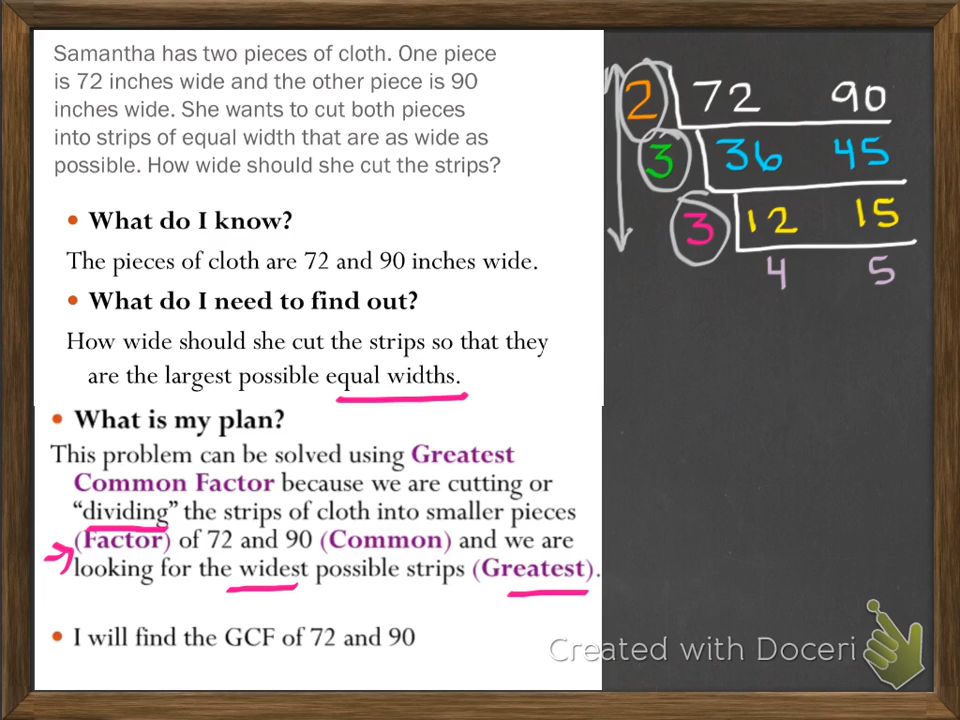 Samantha has two pieces of cloth. One piece
is 72 inches wide and the other piece is 90
inches wide. She wants to cut both pieces
into strips of equal width that are as wide as
possible. How wide should she cut the strips?
• What do I know?
The pieces of cloth are 72 and 90 inches wide.
• What do I need to find out?
How wide should she cut the strips so that they
are the largest possible equal widths.
• What is my plan?
This problem can be solved using Greatest
Common Factor because we are cutting or
“dividing” the strips of cloth into smaller pieces
(Factor) of 72 and 90 (Common) and we are
looking for the widest possible strips (Greatest).
• I will find the GCF of 72 and 90
2 72 90
3 36 45
3 12 15
4 5
Created with Doceri